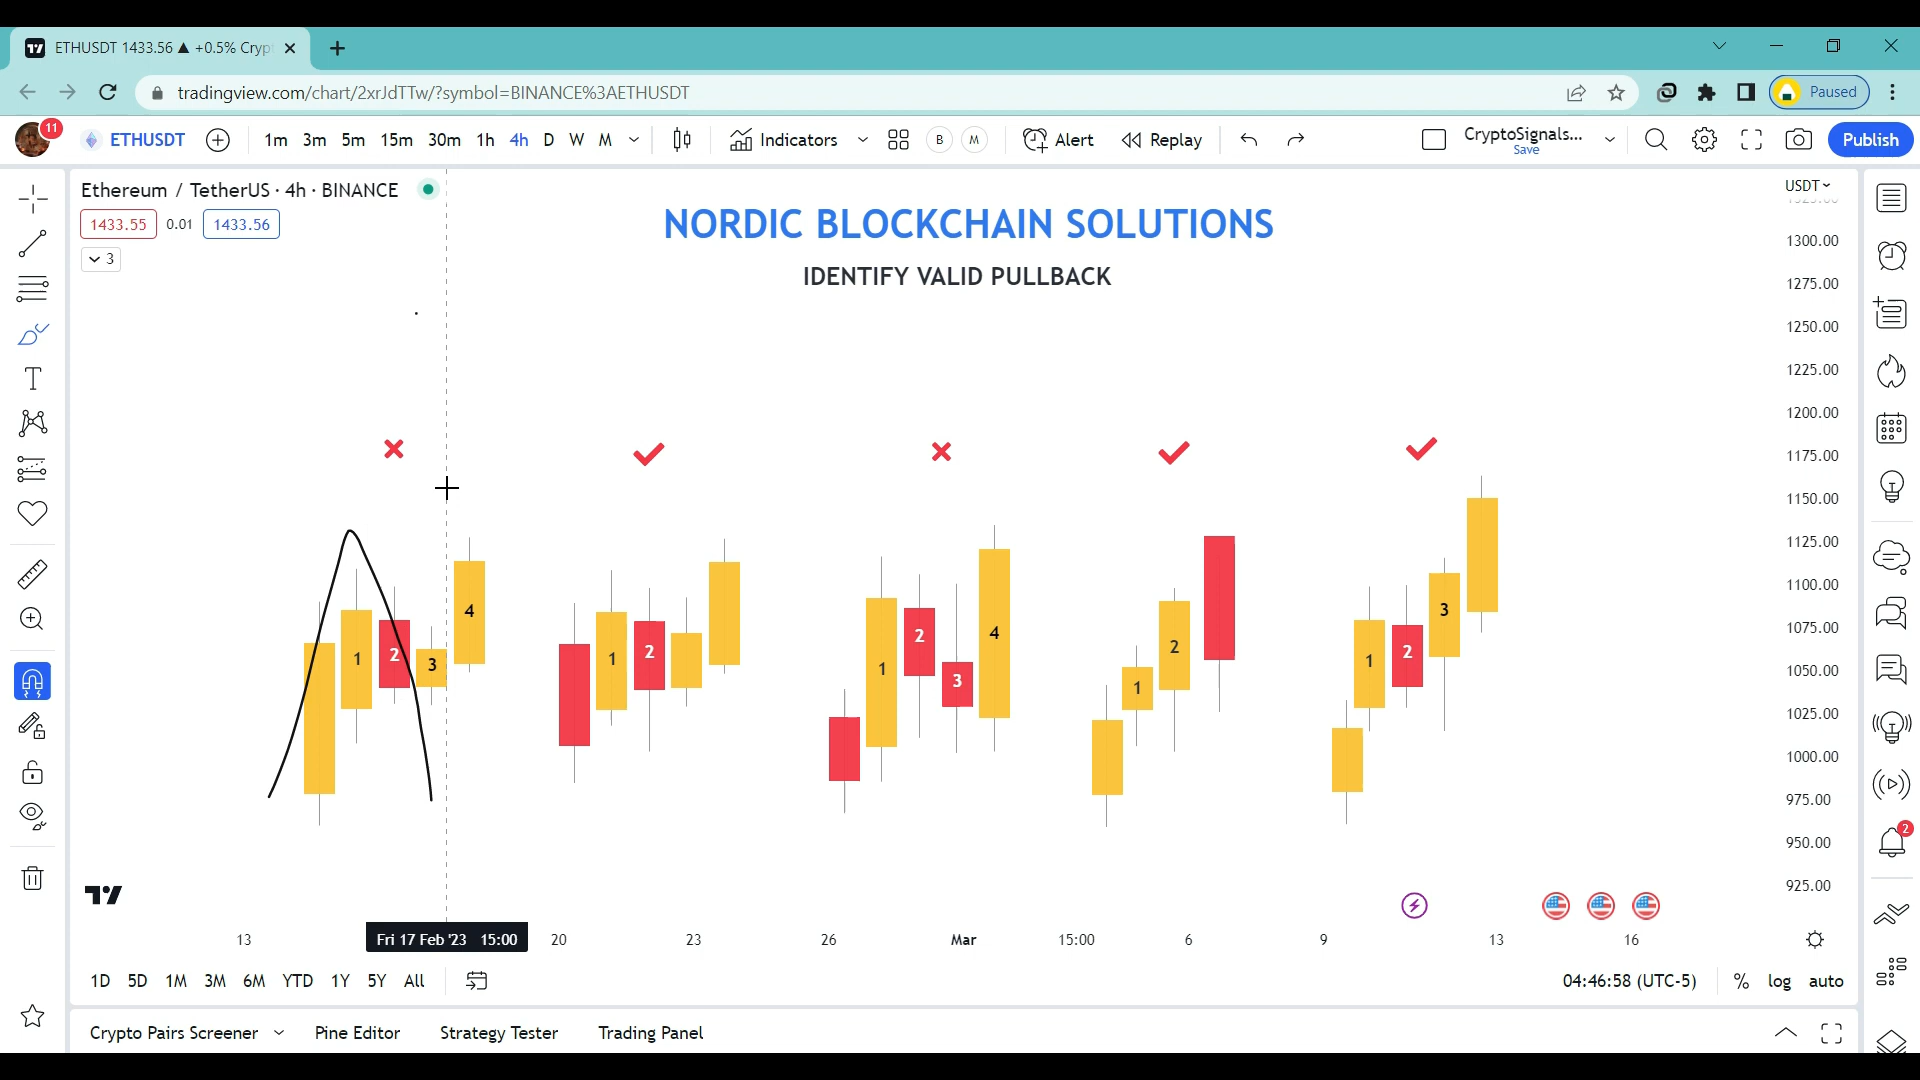 ETHUSDT 1433.56 ▲ +0.5% Cryp
tradingview.com/chart/2xrJdTTw/?symbol=BINANCE%3AETHUSDT
Paused
11
ETHUSDT
1m 3m 5m 15m 30m 1h 4h D W M
Indicators
B
M
Alert
Replay
CryptoSignals...
Save
Publish
Ethereum / TetherUS · 4h · BINANCE
1433.55 0.01 1433.56
3
NORDIC BLOCKCHAIN SOLUTIONS
IDENTIFY VALID PULLBACK
USDT
1300.00
1275.00
1250.00
1225.00
1200.00
1175.00
1150.00
1125.00
1100.00
1075.00
1050.00
1025.00
1000.00
975.00
950.00
925.00
1 2 3 4
1 2
1 2 3 4
1 2
1 2 3
2
13 Fri 17 Feb '23 15:00 20 23 26 Mar 15:00 6 9 13 16
1D 5D 1M 3M 6M YTD 1Y 5Y All
04:46:58 (UTC-5) % log auto
Crypto Pairs Screener Pine Editor Strategy Tester Trading Panel